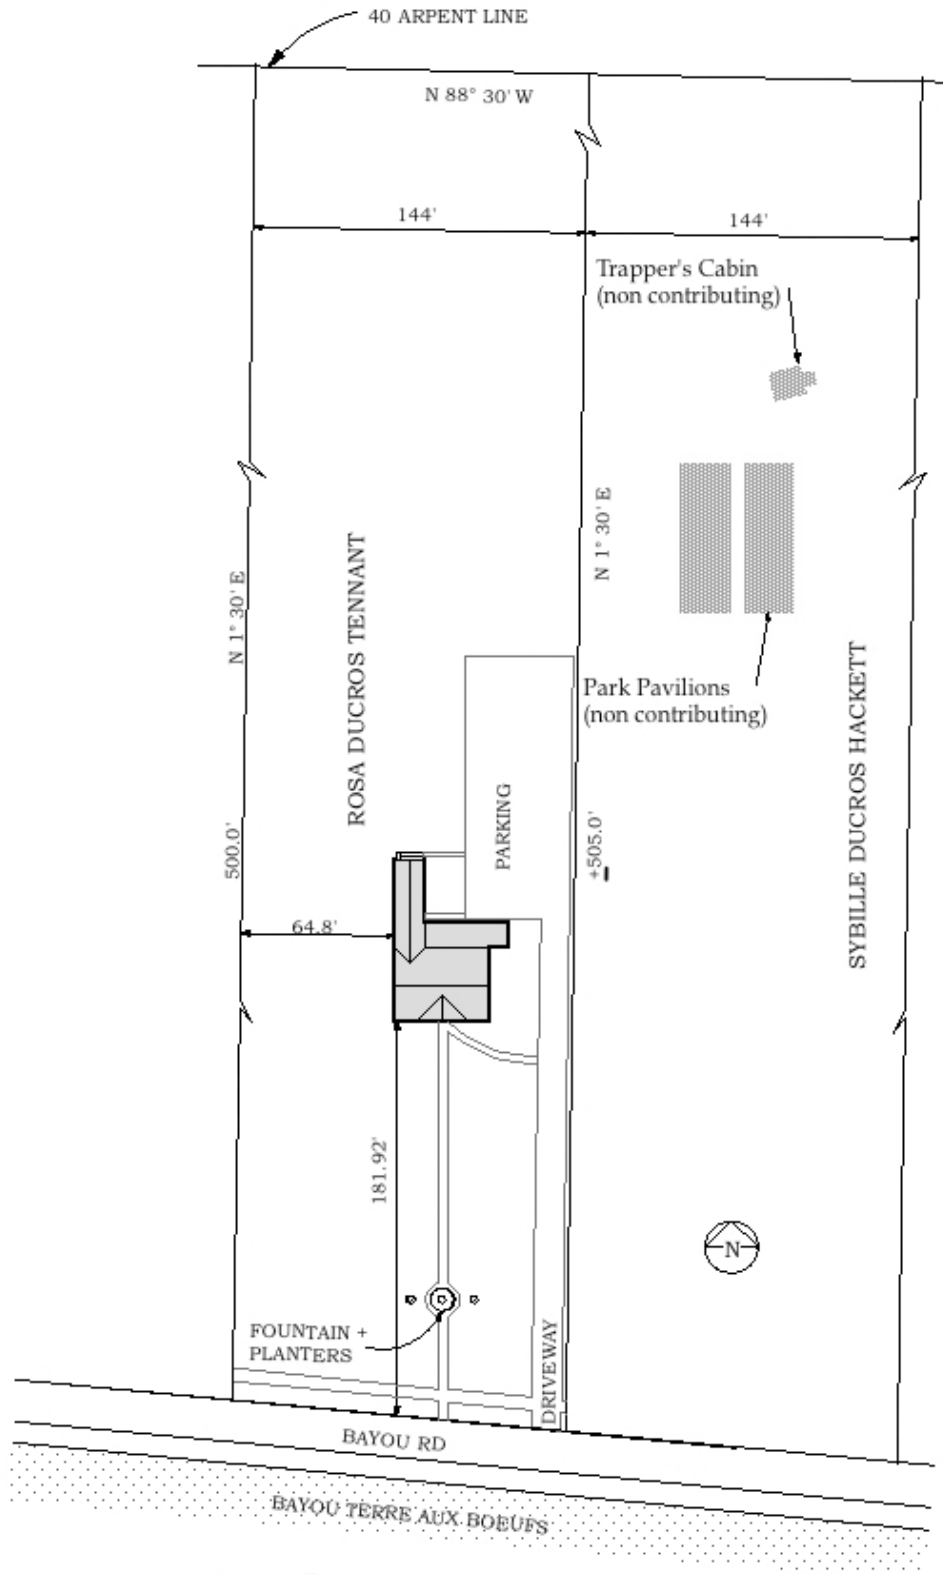 40 ARPENT LINE
N 88° 30' W
144'
144'
Trapper's Cabin
(non contributing)
N 1° 30' E
N 1° 30' E
ROSA DUCROS TENNANT
Park Pavilions
(non contributing)
SYBILLE DUCROS HACKETT
PARKING
500.0'
+505.0'
64.8'
181.92'
N
FOUNTAIN +
PLANTERS
DRIVEWAY
BAYOU RD
BAYOU TERRE AUX BOEUFS